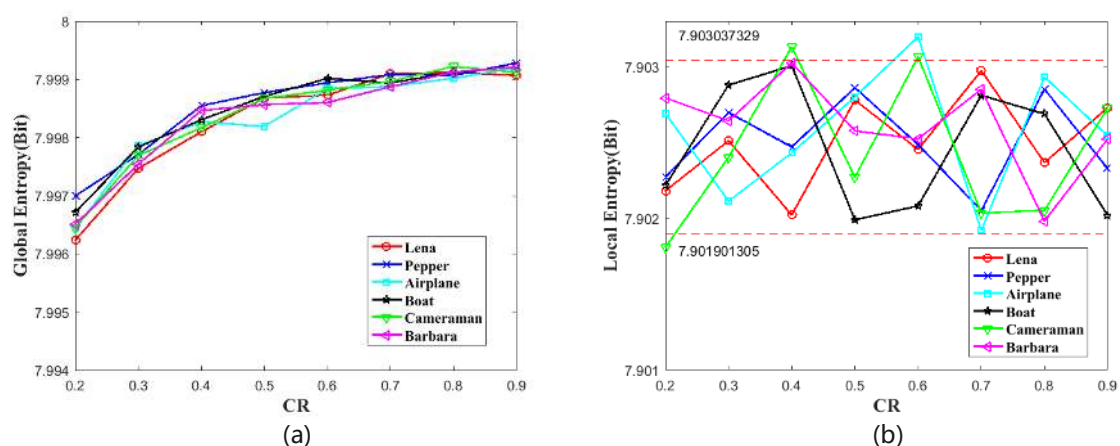 8
7.999
7.998
7.997
7.996
7.995
7.994
Global Entropy(Bit)
Lena
Pepper
Airplane
Boat
Cameraman
Barbara
0.2 0.3 0.4 0.5 0.6 0.7 0.8 0.9
CR
(a)
7.903037329
7.903
7.902
7.901
Local Entropy(Bit)
7.901901305
Lena
Pepper
Airplane
Boat
Cameraman
Barbara
0.2 0.3 0.4 0.5 0.6 0.7 0.8 0.9
CR
(b)